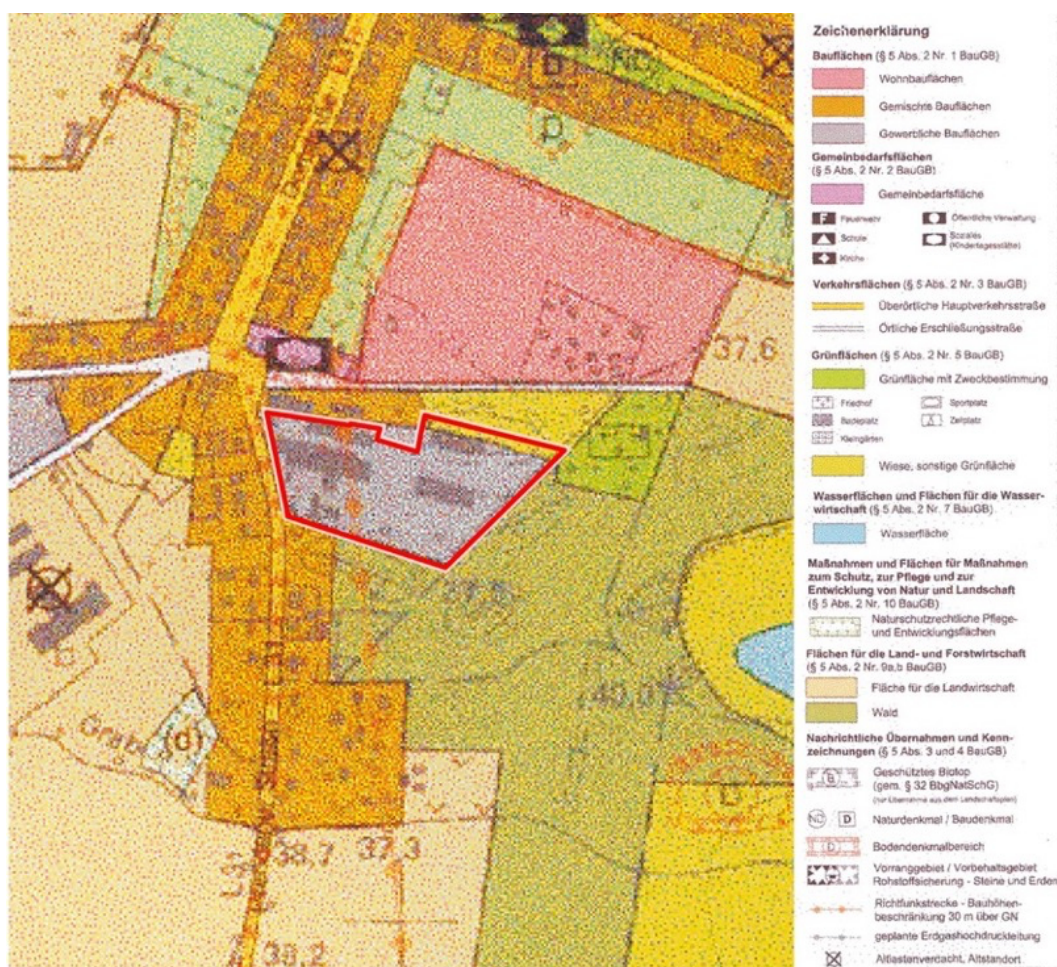 Zeichenerklärung
Bauflächen (§ 5 Abs. 2 Nr. 1 BauGB)
Wohnbauflächen
Gemischte Bauflächen
Gewerbliche Bauflächen
Gemeinbedarfsflächen
(§ 5 Abs. 2 Nr. 2 BauGB)
Gemeinbedarfsfläche
F Feuerwehr
Öffentliche Verwaltung
Schule
Soziales
(Kindertagesstätte)
Kirche
Verkehrsflächen (§ 5 Abs. 2 Nr. 3 BauGB)
Überörtliche Hauptverkehrsstraße
Örtliche Erschließungsstraße
Grünflächen (§ 5 Abs. 2 Nr. 5 BauGB)
Grünfläche mit Zweckbestimmung
Friedhof
Sportplatz
Badeplatz
Zeltplatz
Kleingärten
Wiese, sonstige Grünfläche
Wasserflächen und Flächen für die Wasser-
wirtschaft (§ 5 Abs. 2 Nr. 7 BauGB)
Wasserfläche
Maßnahmen und Flächen für Maßnahmen
zum Schutz, zur Pflege und zur
Entwicklung von Natur und Landschaft
(§ 5 Abs. 2 Nr. 10 BauGB)
Naturschutzrechtliche Pflege-
und Entwicklungsflächen
Flächen für die Land- und Forstwirtschaft
(§ 5 Abs. 2 Nr. 9a,b BauGB)
Fläche für die Landwirtschaft
Wald
Nachrichtliche Übernahmen und Kenn-
zeichnungen (§ 5 Abs. 3 und 4 BauGB)
B Geschütztes Biotop
(gem. § 32 BbgNatSchG)
(nur Übernahme aus dem Landschaftsplan)
ND / D Naturdenkmal / Baudenkmal
D Bodendenkmalbereich
Vorranggebiet / Vorbehaltsgebiet
Rohstoffsicherung - Steine und Erden
Richtfunkstrecke - Bauhöhen-
beschränkung 30 m über GN
geplante Erdgashochdruckleitung
Altlastenverdacht, Altstandort
D
ND
p
37,6
(d)
38,7
37,3
38,2